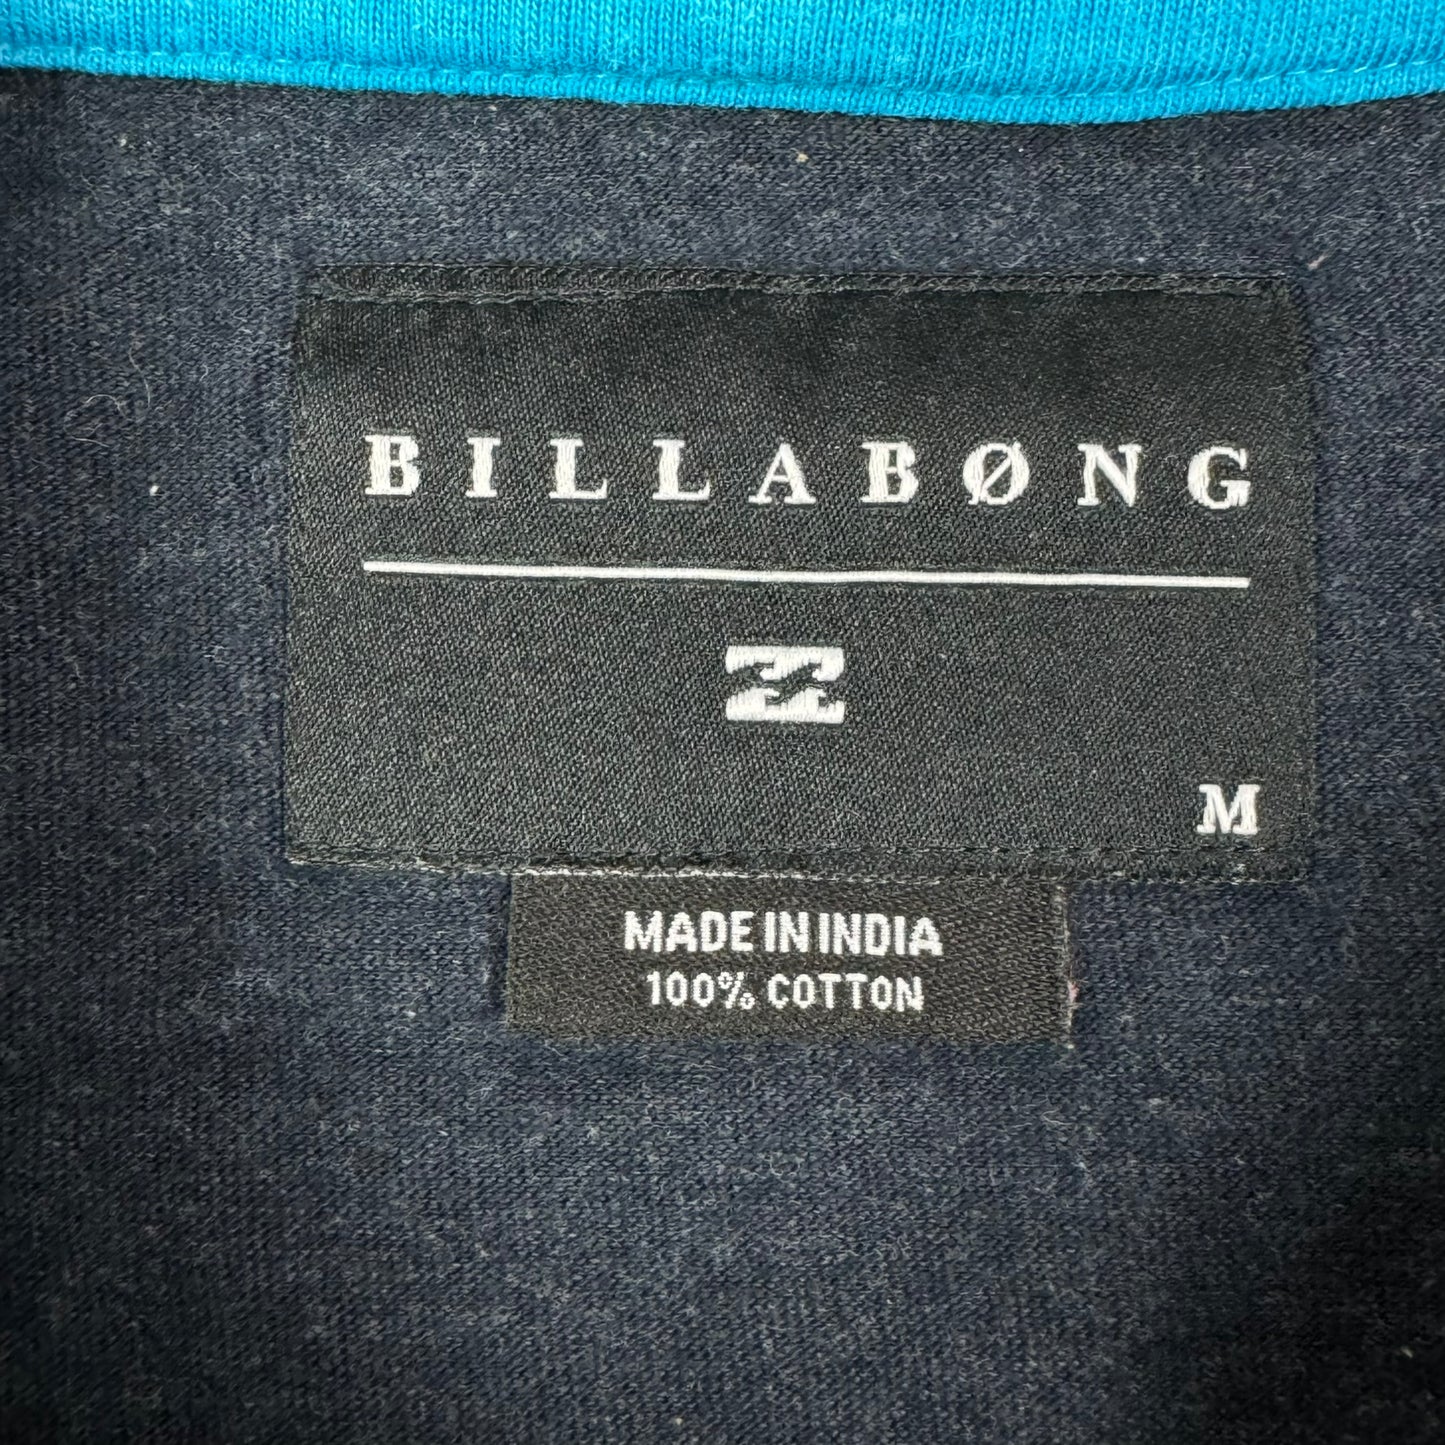 BILLABØNG
M
MADE IN INDIA
100% COTTON